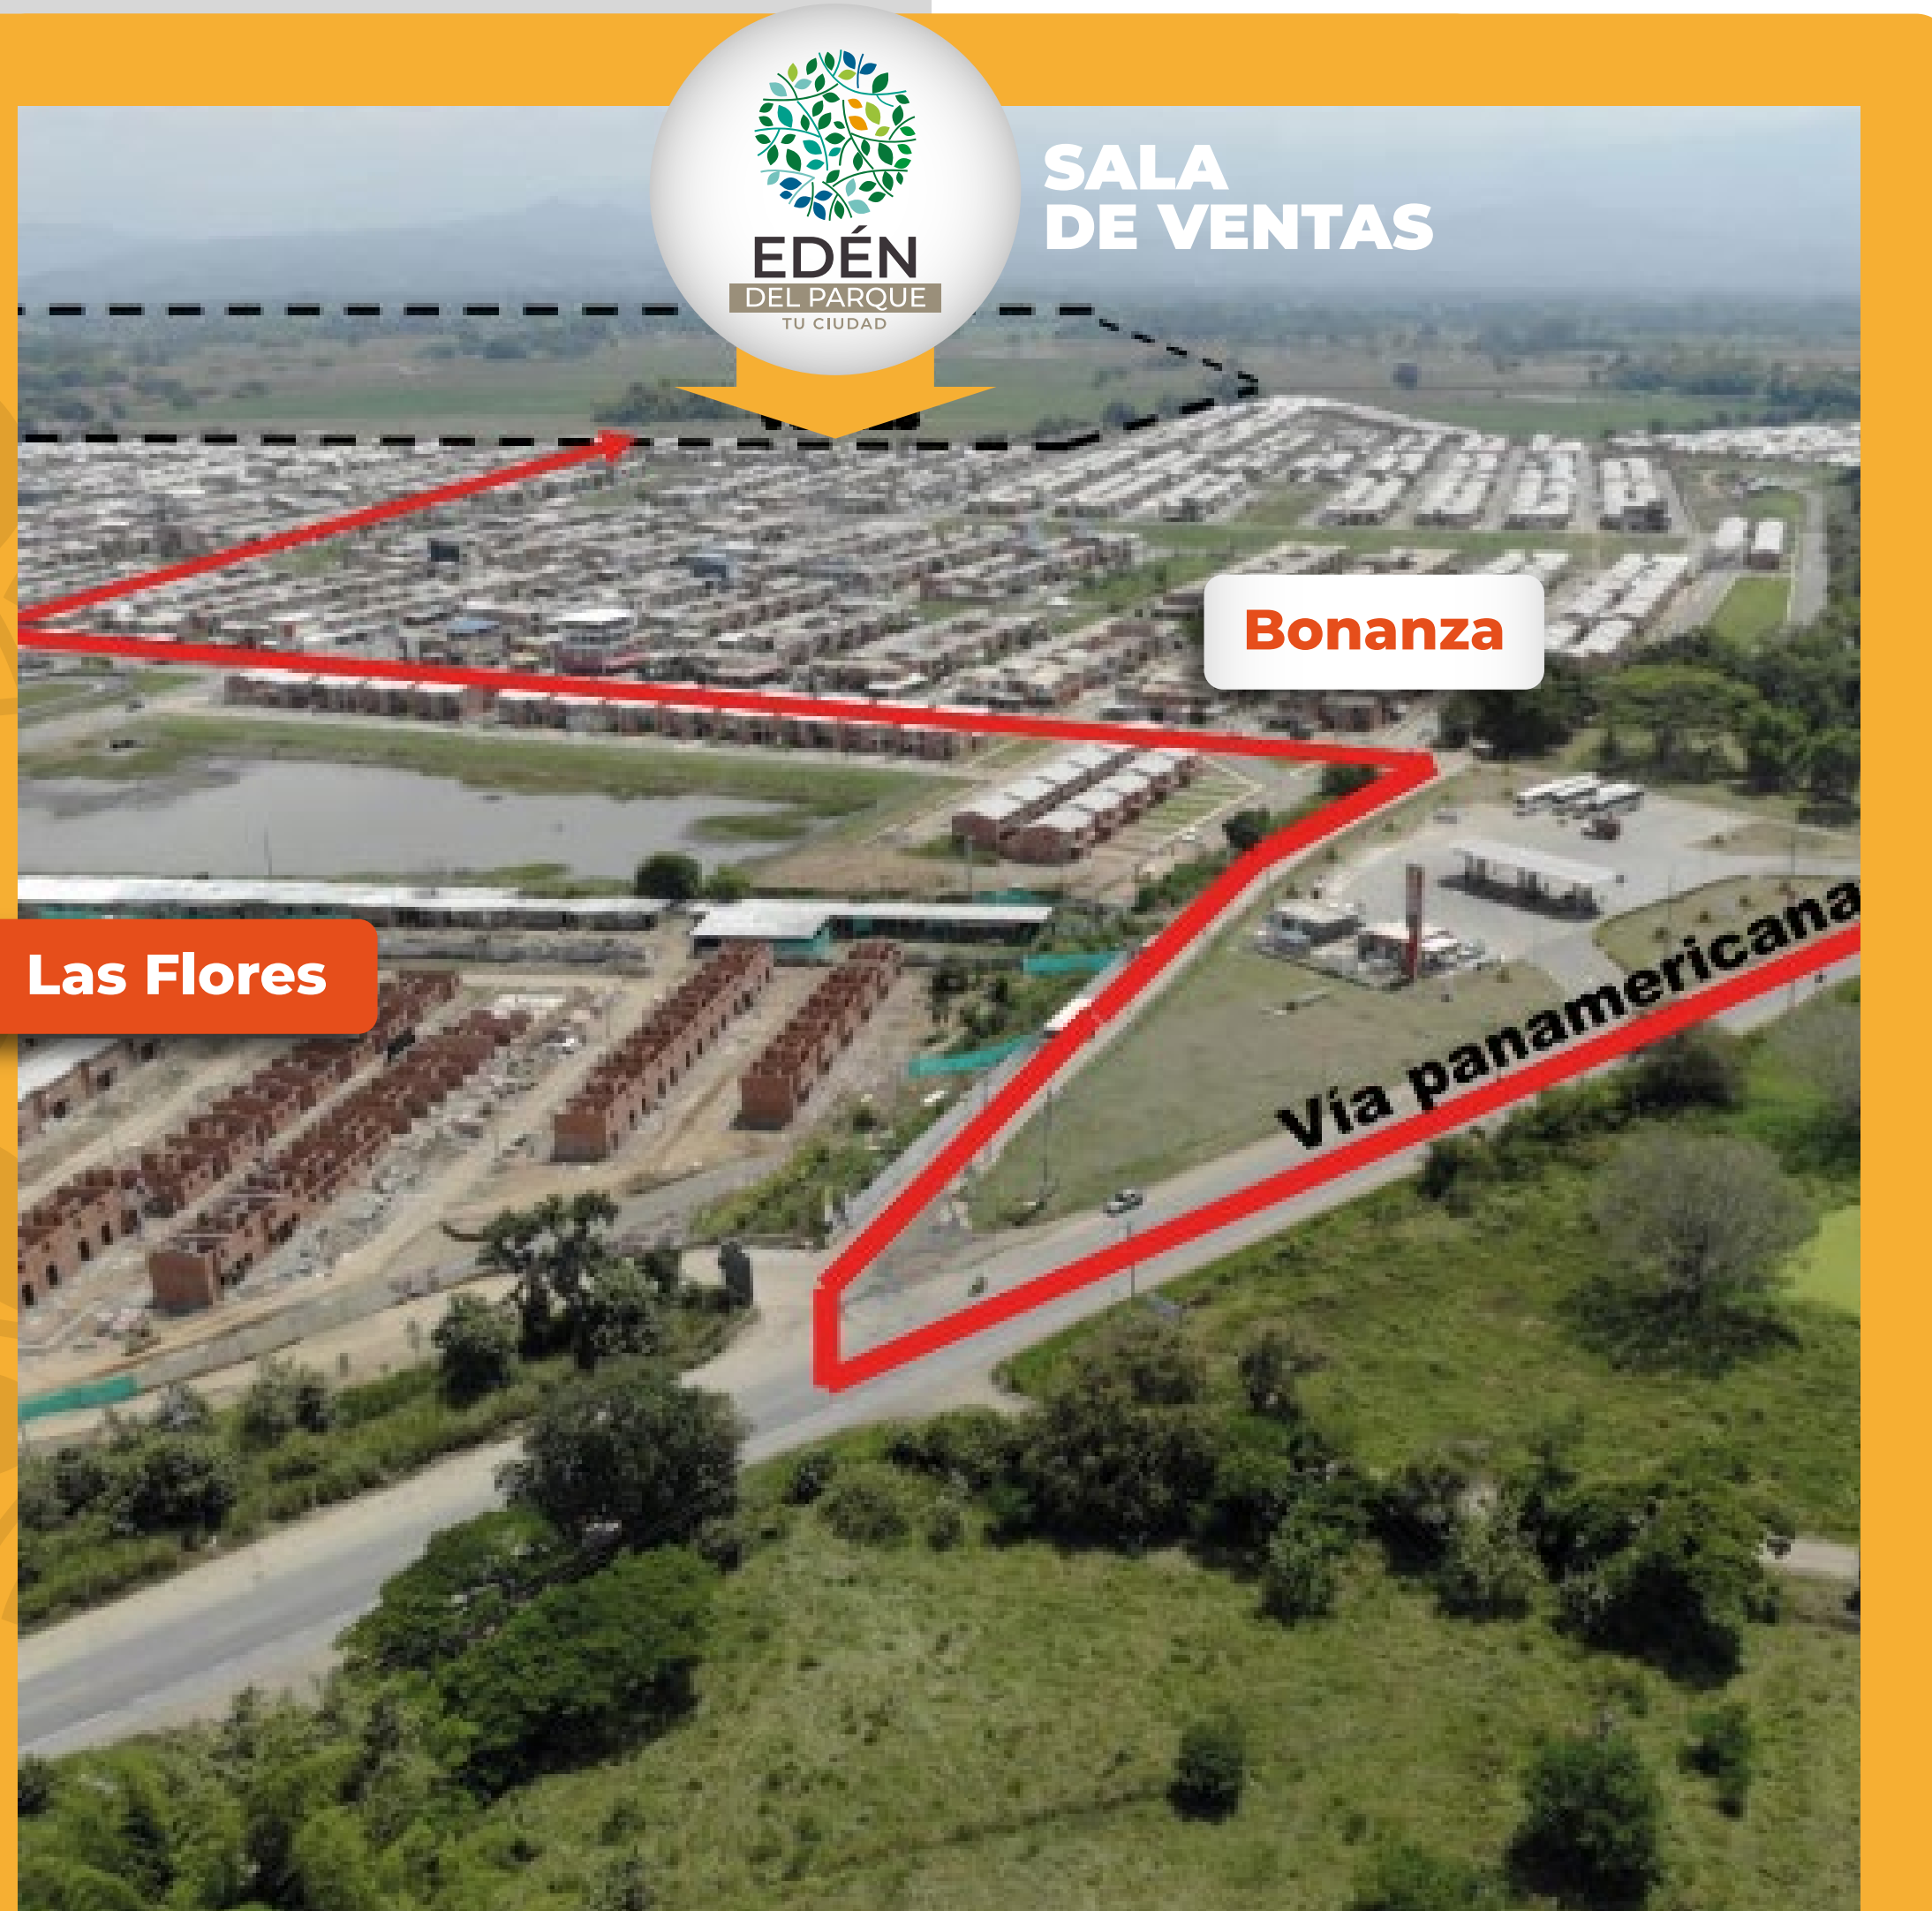 EDÉN
DEL PARQUE
TU CIUDAD
SALA
DE VENTAS
Bonanza
Las Flores
Vía panamericana